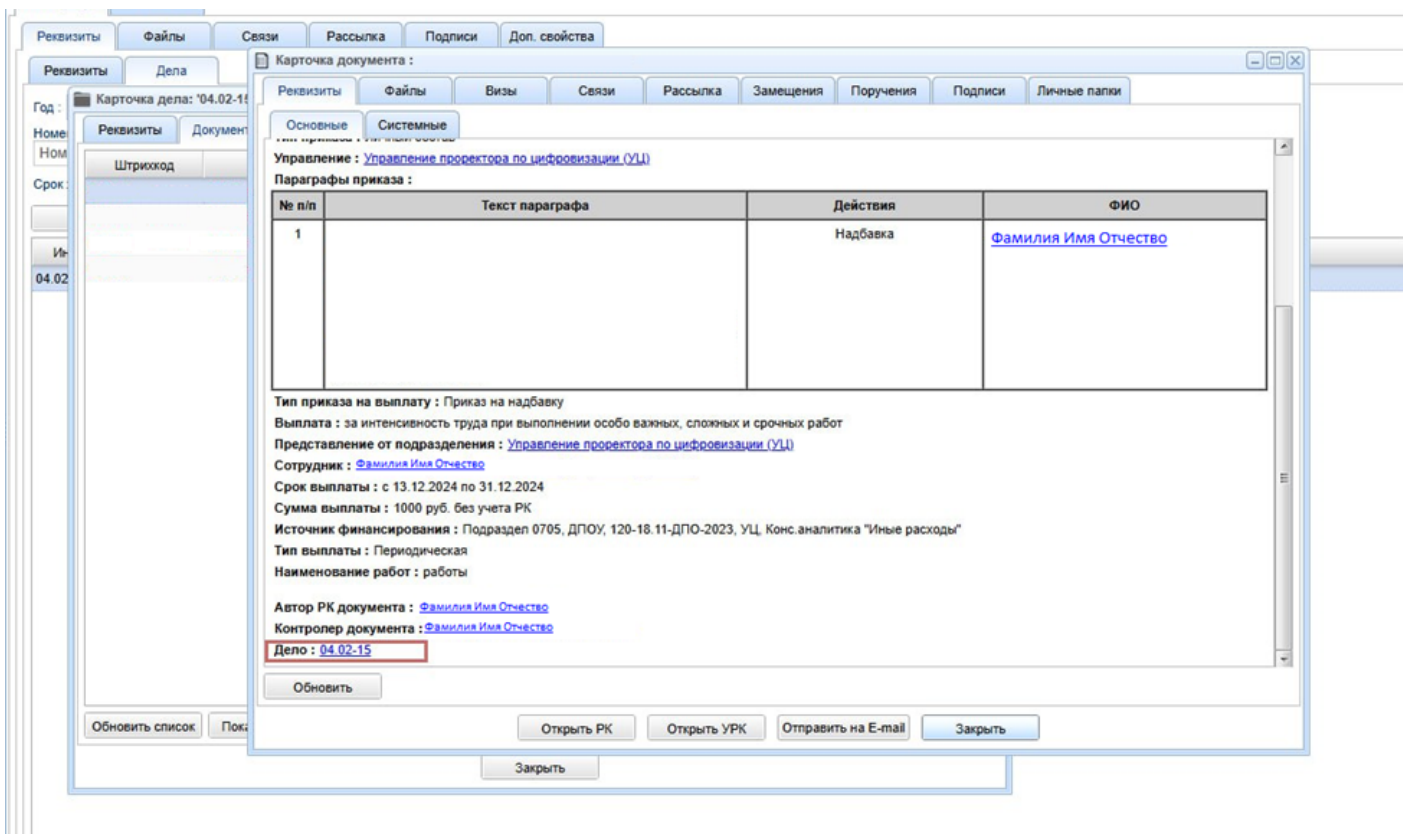 Реквизиты Файлы Связи Рассылка Подписи Доп. свойства
Реквизиты Дела
Карточка документа :
Год :
Карточка дела: '04.02-15
Реквизиты Файлы Визы Связи Рассылка Замещения Поручения Подписи Личные папки
Реквизиты
Основные Системные
Штрихкод
Управление : Управление проректора по цифровизации (УЦ)
Срок :
Параграфы приказа :
№ п/п Текст параграфа Действия ФИО
1 Надбавка Фамилия Имя Отчество
04.02
Тип приказа на выплату : Приказ на надбавку
Выплата : за интенсивность труда при выполнении особо важных, сложных и срочных работ
Представление от подразделения : Управление проректора по цифровизации (УЦ)
Сотрудник : Фамилия Имя Отчество
Срок выплаты : с 13.12.2024 по 31.12.2024
Сумма выплаты : 1000 руб. без учета РК
Источник финансирования : Подраздел 0705, ДПОУ, 120-18.11-ДПО-2023, УЦ, Конс.аналитика "Иные расходы"
Тип выплаты : Периодическая
Наименование работ : работы
Автор РК документа : Фамилия Имя Отчество
Контролер документа : Фамилия Имя Отчество
Дело : 04.02-15
Обновить
Обновить список
Открыть РК Открыть УРК Отправить на E-mail Закрыть
Закрыть